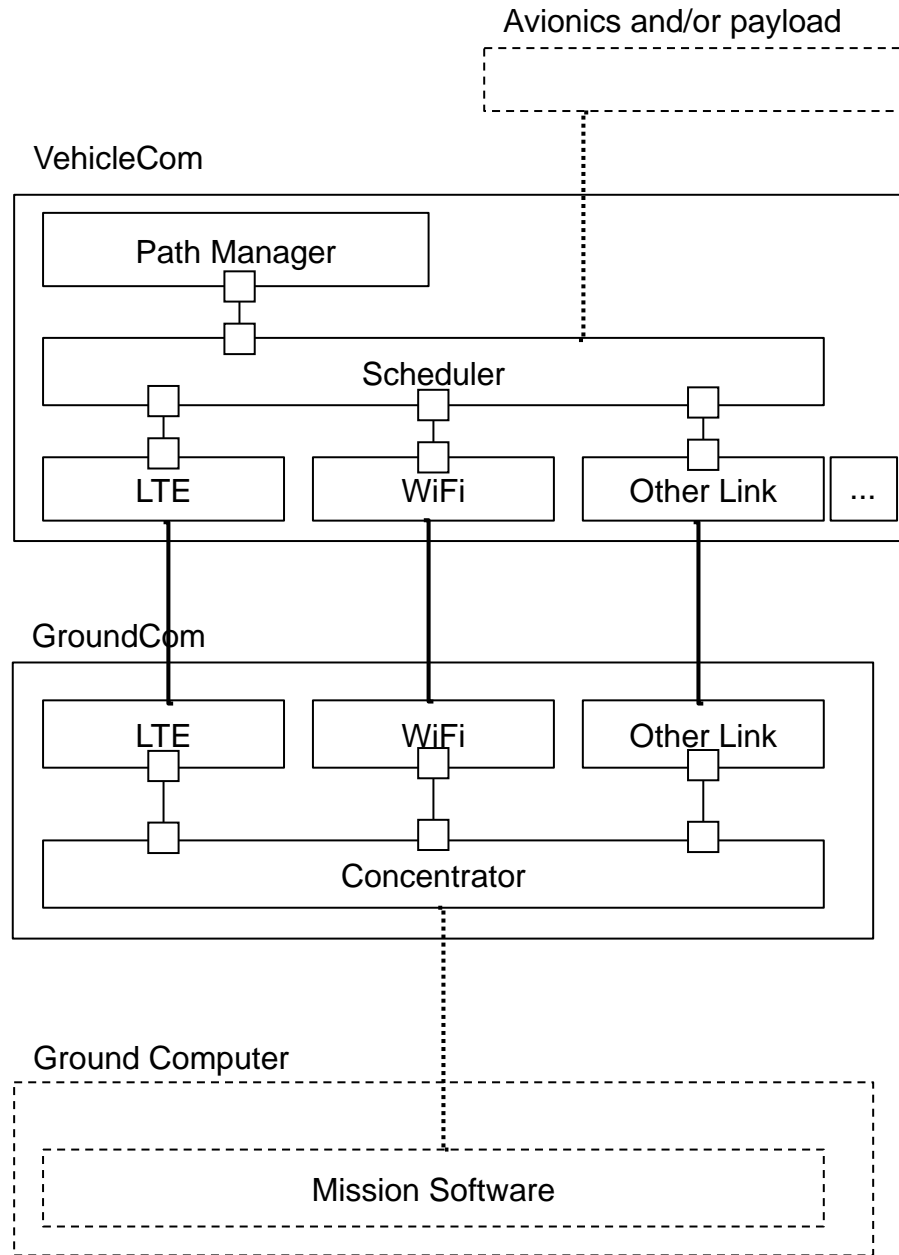 Avionics and/or payload
VehicleCom
Path Manager
Scheduler
LTE
WiFi
Other Link
...
GroundCom
LTE
WiFi
Other Link
Concentrator
Ground Computer
Mission Software